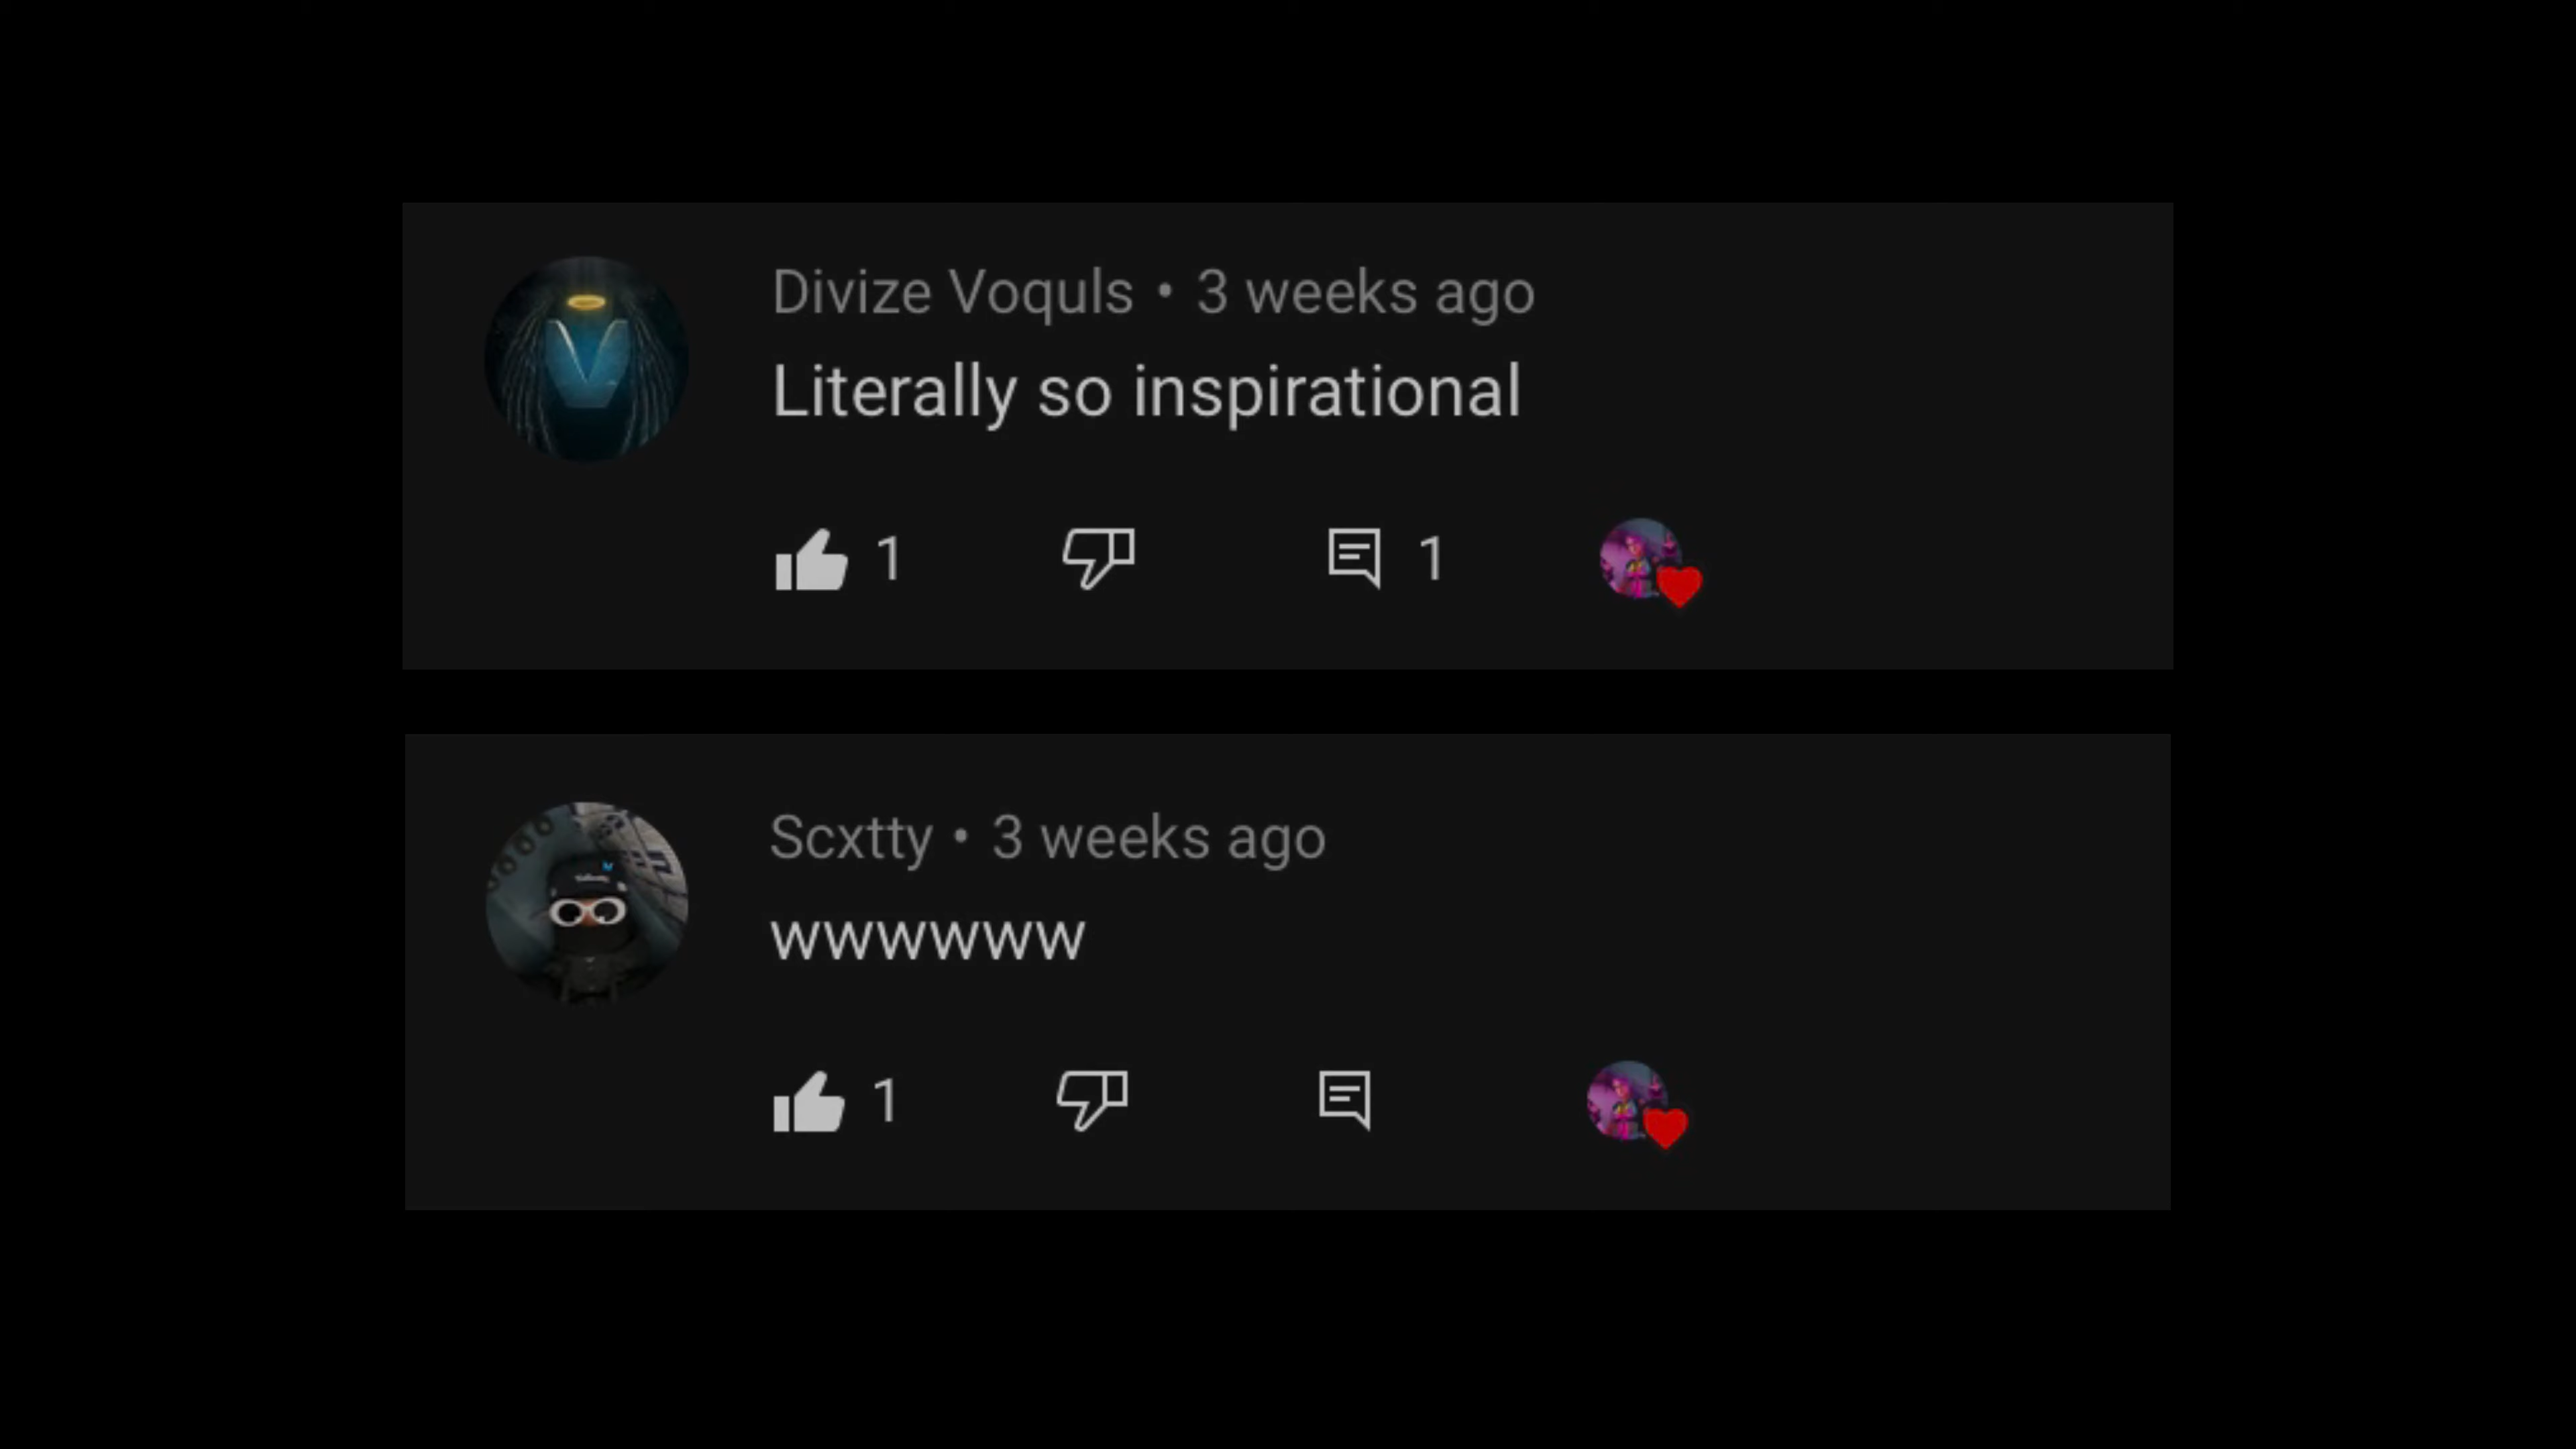 Divize Voquls • 3 weeks ago
Literally so inspirational
1
1
Scxtty • 3 weeks ago
wwwwww
1